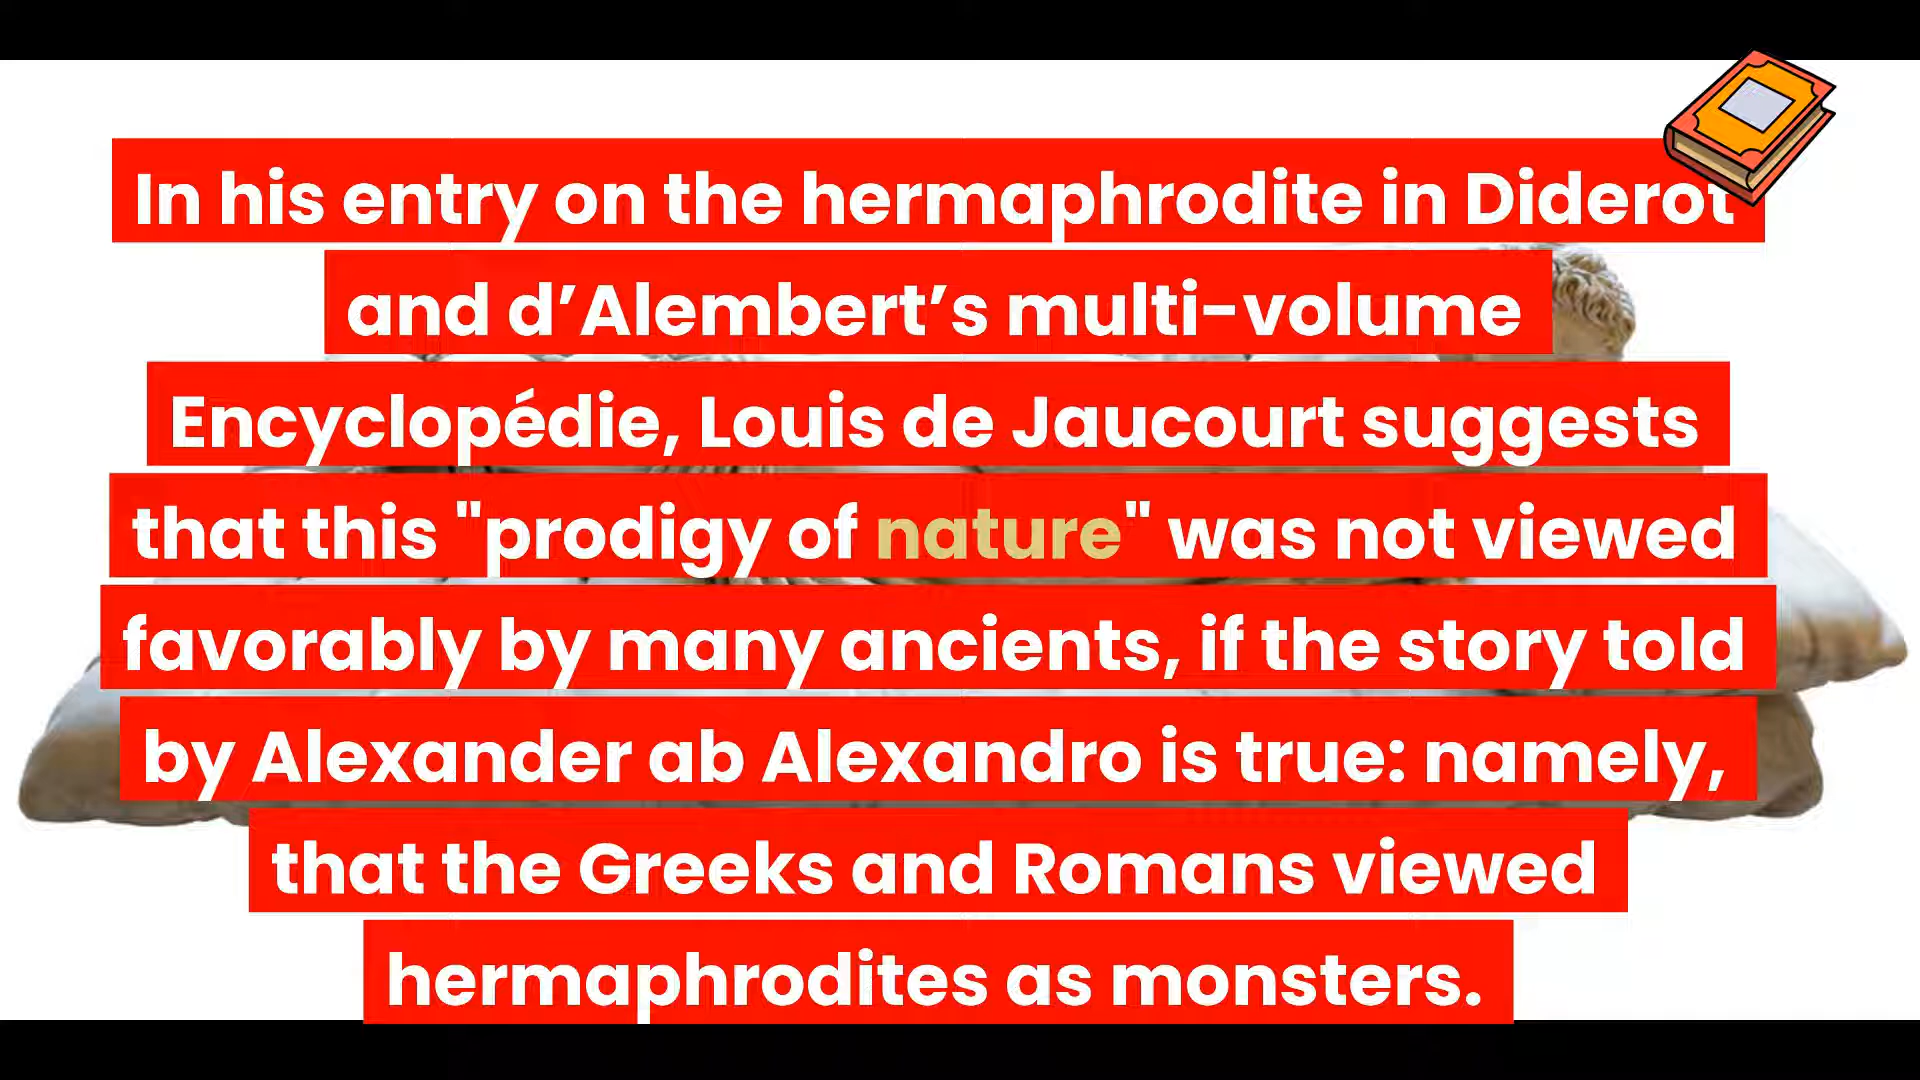 In his entry on the hermaphrodite in Diderot
and d’Alembert’s multi-volume
Encyclopédie, Louis de Jaucourt suggests
that this "prodigy of nature" was not viewed
favorably by many ancients, if the story told
by Alexander ab Alexandro is true: namely,
that the Greeks and Romans viewed
hermaphrodites as monsters.